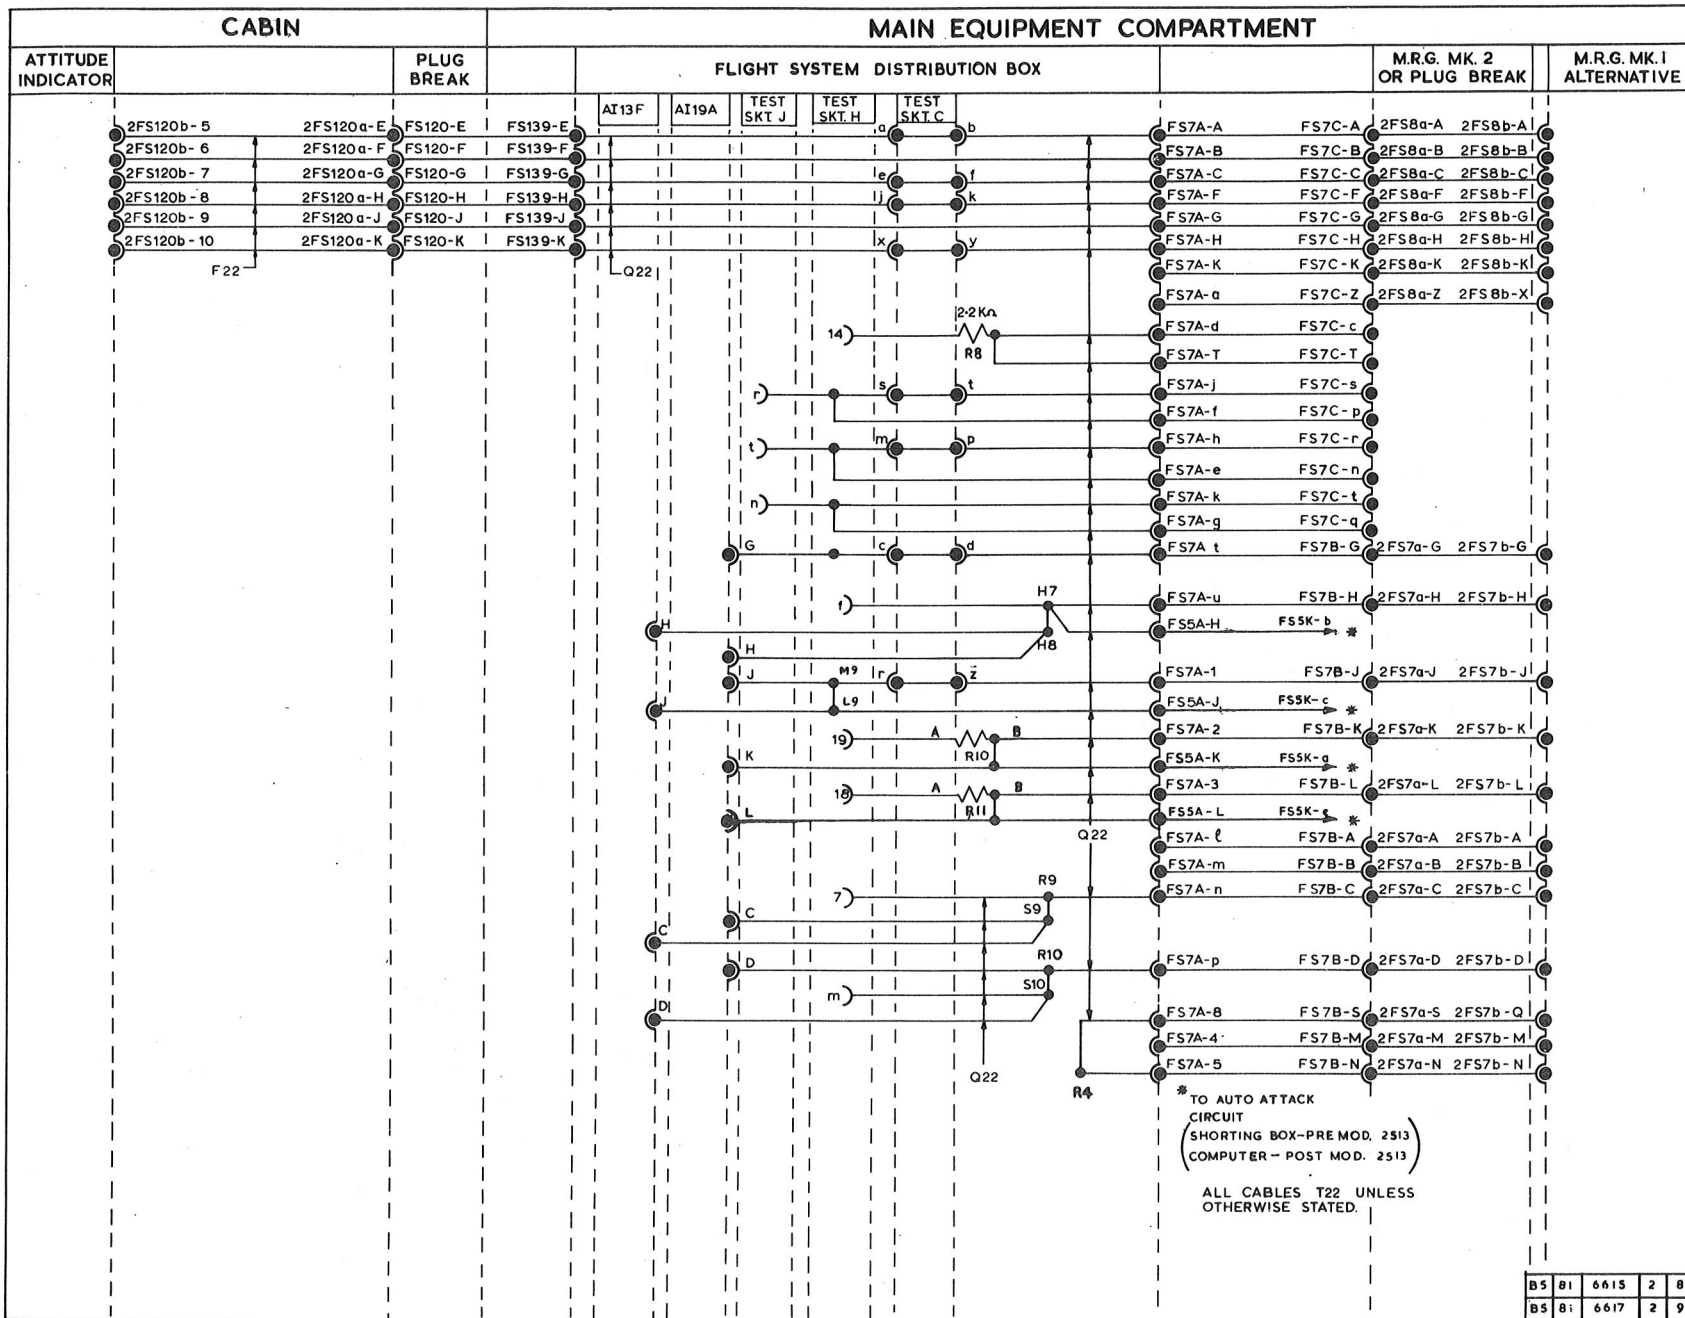 CABIN MAIN EQUIPMENT COMPARTMENT
ATTITUDE INDICATOR PLUG BREAK FLIGHT SYSTEM DISTRIBUTION BOX M.R.G. MK. 2 OR PLUG BREAK M.R.G. MK. 1 ALTERNATIVE
AI13F AI19A TEST SKT. J TEST SKT. H TEST SKT. C
2FS120b-5 2FS120a-E FS120-E FS139-E a b FS7A-A FS7C-A 2FS8a-A 2FS8b-A
2FS120b-6 2FS120a-F FS120-F FS139-F FS7A-B FS7C-B 2FS8a-B 2FS8b-B
2FS120b-7 2FS120a-G FS120-G FS139-G e f FS7A-C FS7C-C 2FS8a-C 2FS8b-C
2FS120b-8 2FS120a-H FS120-H FS139-H j k FS7A-F FS7C-F 2FS8a-F 2FS8b-F
2FS120b-9 2FS120a-J FS120-J FS139-J FS7A-G FS7C-G 2FS8a-G 2FS8b-G
2FS120b-10 2FS120a-K FS120-K FS139-K x y FS7A-H FS7C-H 2FS8a-H 2FS8b-H
F22 Q22 FS7A-K FS7C-K 2FS8a-K 2FS8b-K
FS7A-a FS7C-Z 2FS8a-Z 2FS8b-X
14 2·2KΩ R8 FS7A-d FS7C-c
FS7A-T FS7C-T
r s t FS7A-j FS7C-s
FS7A-f FS7C-p
t m p FS7A-h FS7C-r
FS7A-e FS7C-n
n FS7A-k FS7C-t
FS7A-g FS7C-q
G c d FS7A t FS7B-G 2FS7a-G 2FS7b-G
f H7 FS7A-u FS7B-H 2FS7a-H 2FS7b-H
H H8 FS5A-H FS5K-b *
H
J M9 r z FS7A-1 FS7B-J 2FS7a-J 2FS7b-J
J L9 FS5A-J FS5K-c *
19 A B R10 FS7A-2 FS7B-K 2FS7a-K 2FS7b-K
K FS5A-K FS5K-a *
18 A B R11 FS7A-3 FS7B-L 2FS7a-L 2FS7b-L
L FS5A-L FS5K-e *
Q22 FS7A-ℓ FS7B-A 2FS7a-A 2FS7b-A
FS7A-m FS7B-B 2FS7a-B 2FS7b-B
7 R9 FS7A-n FS7B-C 2FS7a-C 2FS7b-C
C S9
C
D R10 FS7A-p FS7B-D 2FS7a-D 2FS7b-D
m S10
D FS7A-8 FS7B-S 2FS7a-S 2FS7b-Q
FS7A-4 FS7B-M 2FS7a-M 2FS7b-M
Q22 R4 FS7A-5 FS7B-N 2FS7a-N 2FS7b-N
* TO AUTO ATTACK
CIRCUIT
(SHORTING BOX-PRE MOD. 2513
COMPUTER - POST MOD. 2513)
ALL CABLES T22 UNLESS
OTHERWISE STATED.
BS 81 6615 2 8
BS 81 6617 2 9